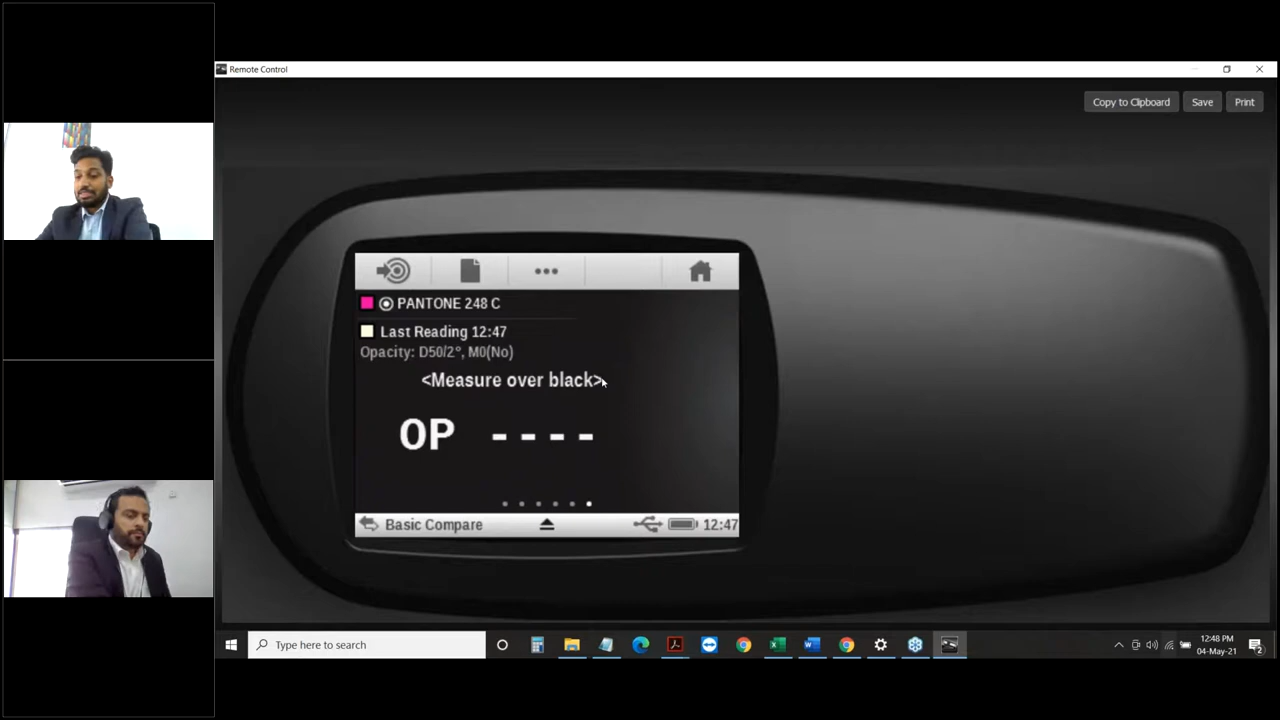 Remote Control
Copy to Clipboard
Save
Print
•••
PANTONE 248 C
Last Reading 12:47
Opacity: D50/2°, M0(No)
<Measure over black>
OP ----
Basic Compare
12:47
Type here to search
12:48 PM
04-May-21
2